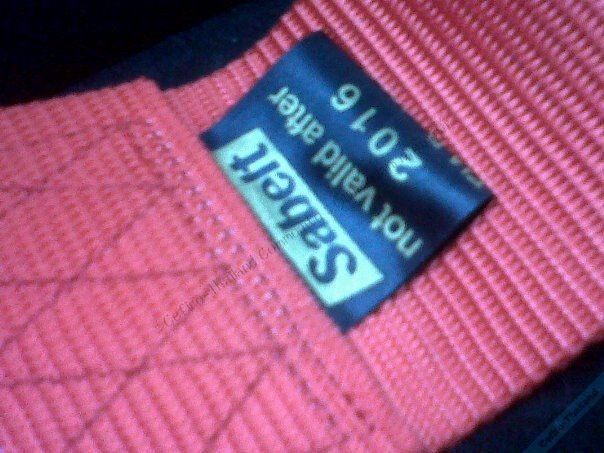 Sabelt
not valid after
2016